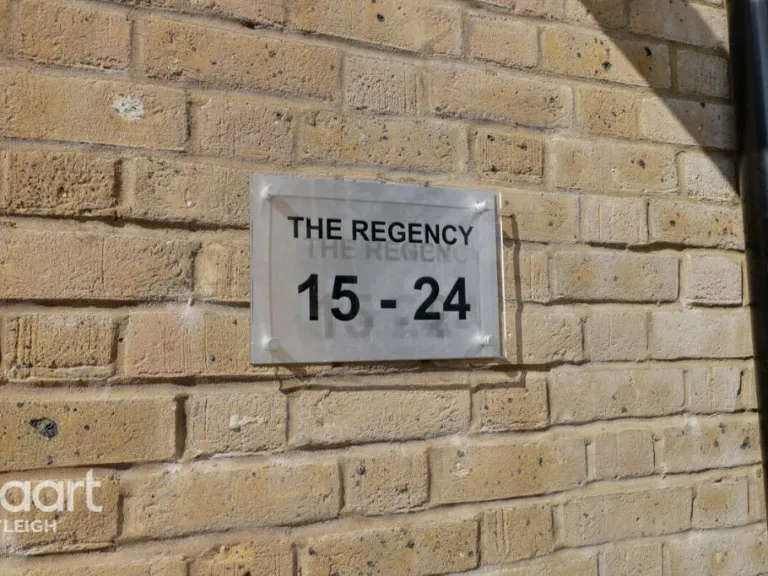 THE REGENCY
15 - 24
aart
LEIGH